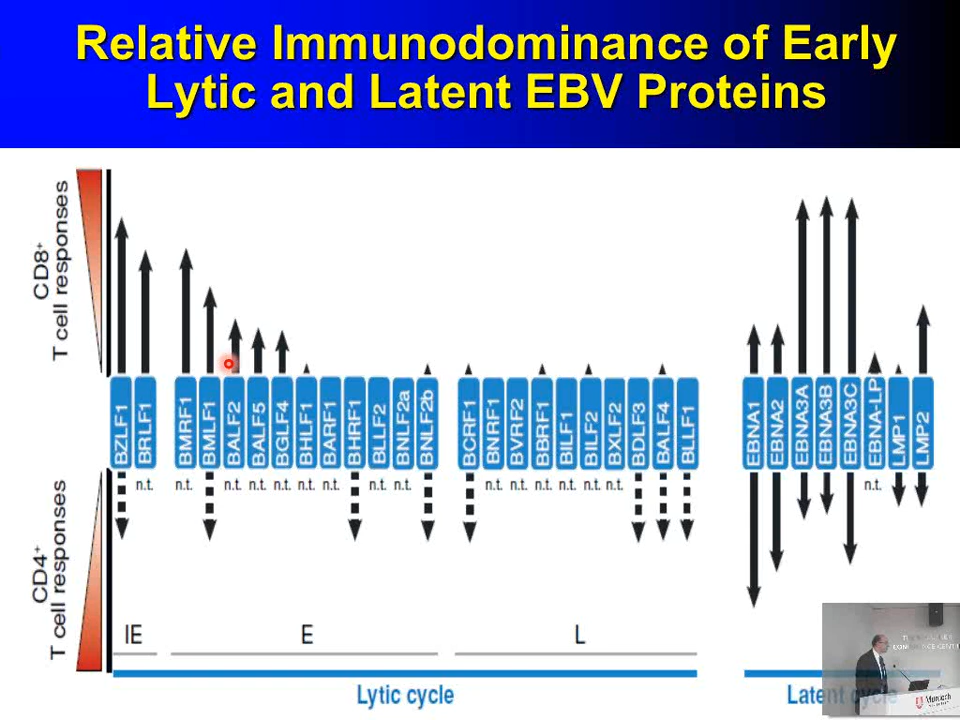 Relative Immunodominance of Early
Lytic and Latent EBV Proteins
CD8+
T cell responses
BZLF1 BRLF1 BMRF1 BMLF1 BALF2 BALF5 BGLF4 BHLF1 BARF1 BHRF1 BLLF2 BNLF2a BNLF2b BCRF1 BNRF1 BVRF2 BBRF1 BILF1 BILF2 BXLF2 BDLF3 BALF4 BLLF1 EBNA1 EBNA2 EBNA3A EBNA3B EBNA3C EBNA-LP LMP1 LMP2
n.t. n.t. n.t. n.t. n.t. n.t. n.t. n.t. n.t. n.t. n.t. n.t. n.t. n.t. n.t. n.t.
CD4+
T cell responses
IE E L
Lytic cycle Latent cycle
Murdoch